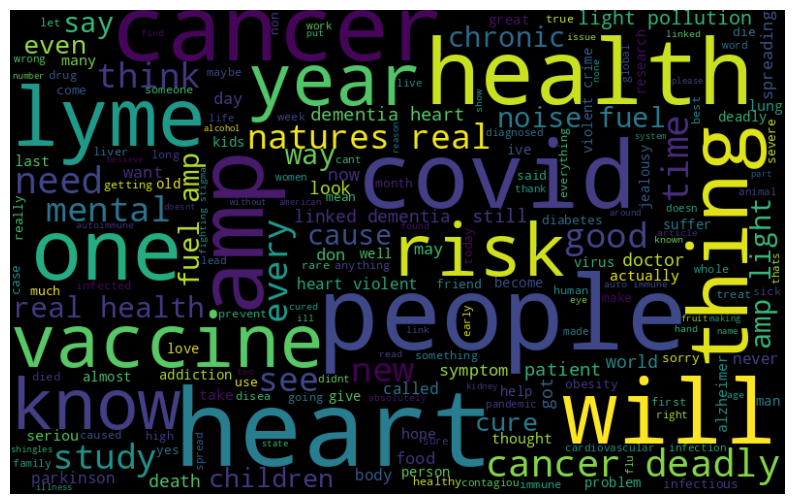 cancer
let
work
put
find
non
great
true
issue
light pollution
die
word
say
even
many
wrong
number
drug
come
think
someone
maybe
year
live
health
chronic
linked
none
global
please
research
spreading
lyme
alcohol
day
life
week
kids
liver
long
last
believe
dementia heart
reason
show
diagnosed
noise fuel
system
best
violent crime
lung
deadly
severe
natures real
way
ive
said
thank
everything
jealousy
time
part
animal
need
want
getting
old
women
cant
now
look
mean
month
covid
doesn
thing
really
mental
autoimmune
doesnt
fighting stigma
without
american
amp
fuel amp
linked dementia
still
found
today
diabetes
suffer
around
article
known
thats
one
case
much
infected
lead
every
cause
don
well
rare
anything
may
risk
good
virus
doctor
actually
whole
amp light
real health
prevent
cured
ill
heart violent
friend
become
human
eye
early
auto immune
make
treat
sick
vaccine
love
almost
addiction
use
two
didnt
see
link
people
read
something
made
hand
fruit
making
name
died
take
disea
going
give
new
called
symptom
patient
world
sorry
never
know
seriou
caused
high
kidney
absolutely
pandemic
help
got
obesity
alzheimer
first
right
age
man
shingles
family
yes
spread
state
heart
hope
sure
food
cure
thought
will
cardiovascular
infection
study
parkinson
illness
death
children
body
person
healthy
contagiou
immune
flu
cancer deadly
problem
infectious